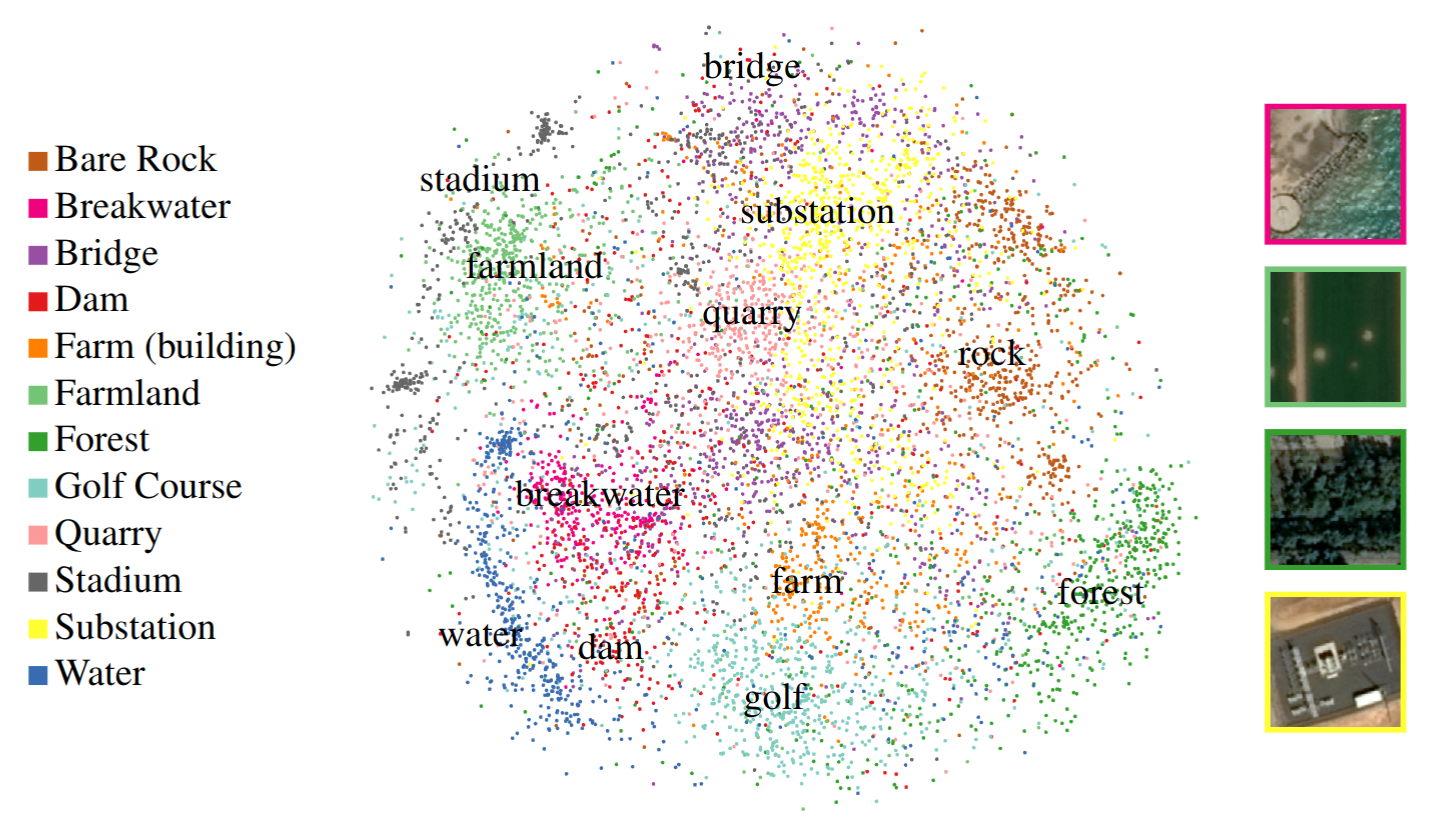 Bare Rock
Breakwater
Bridge
Dam
Farm (building)
Farmland
Forest
Golf Course
Quarry
Stadium
Substation
Water
bridge
stadium
substation
farmland
quarry
rock
breakwater
farm
forest
water
dam
golf